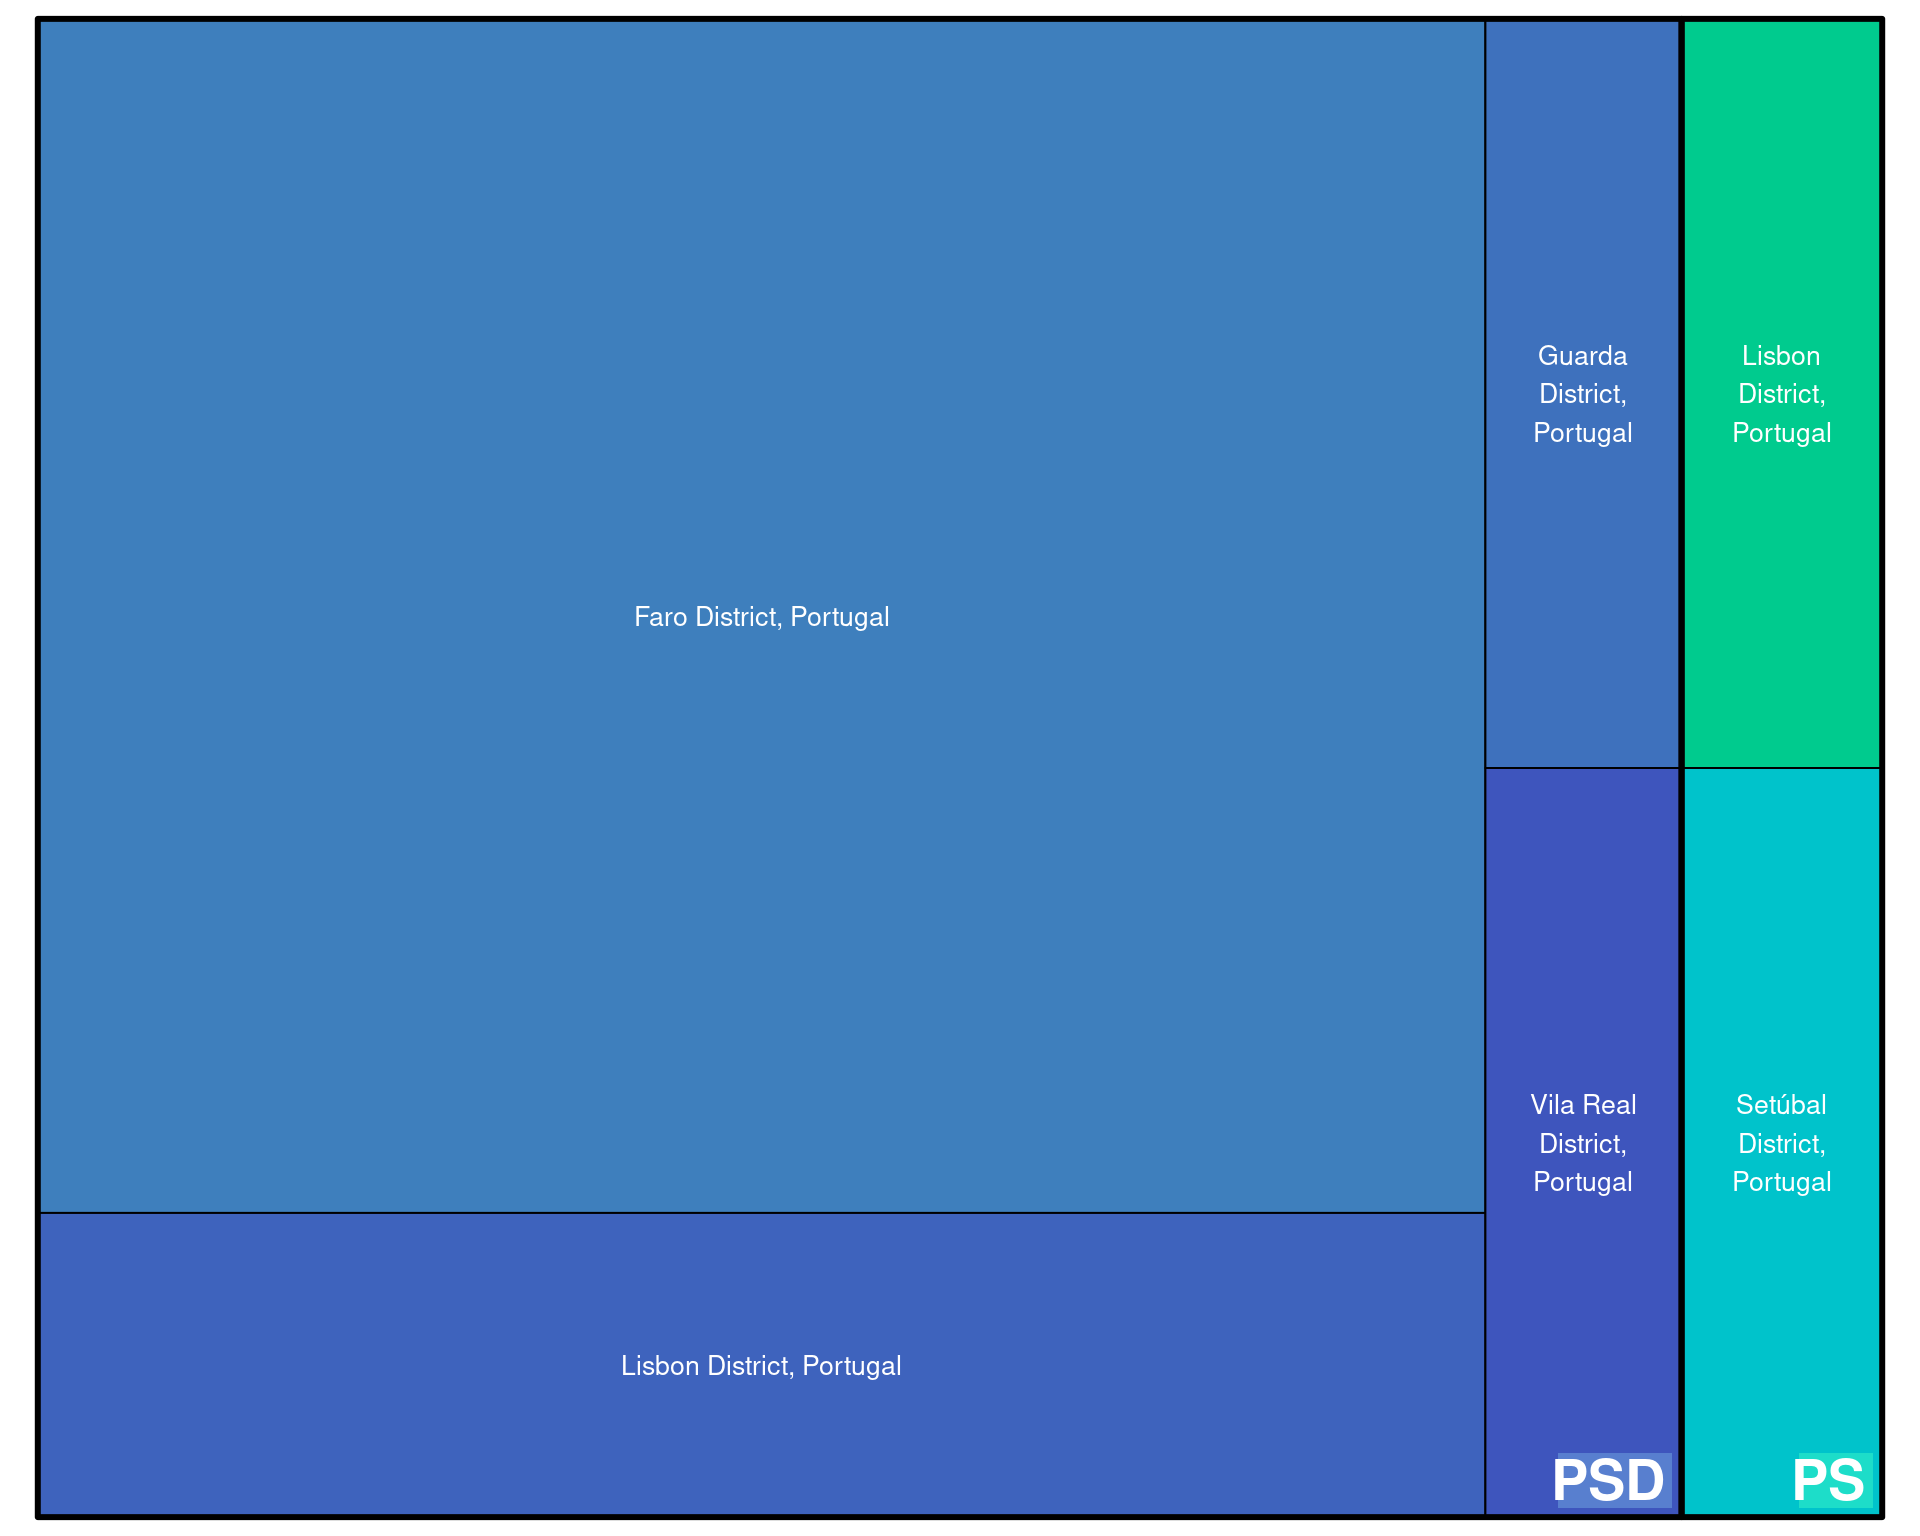 Faro District, Portugal
Lisbon District, Portugal
Guarda
District,
Portugal
Vila Real
District,
Portugal
PSD
Lisbon
District,
Portugal
Setúbal
District,
Portugal
PS